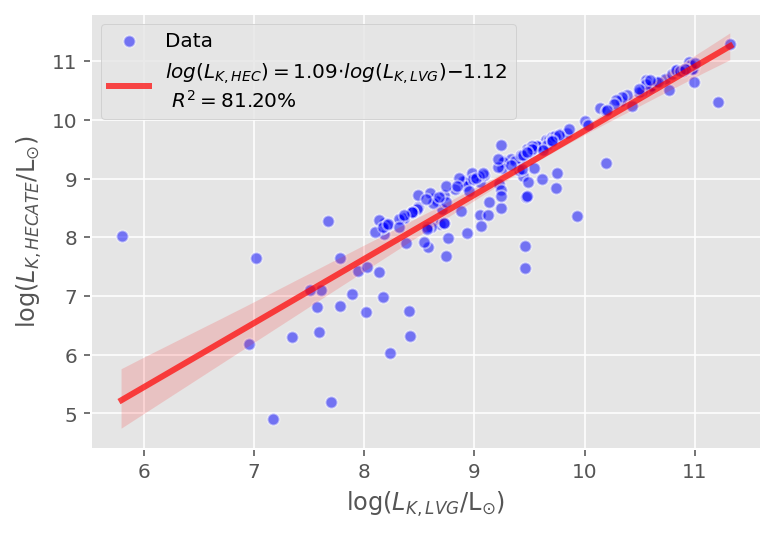 Data
log(L_{K,HEC}) = 1.09·log(L_{K,LVG}) − 1.12
R² = 81.20%
log(L_{K,HECATE}/L_⊙)
11
10
9
8
7
6
5
6 7 8 9 10 11
log(L_{K,LVG}/L_⊙)